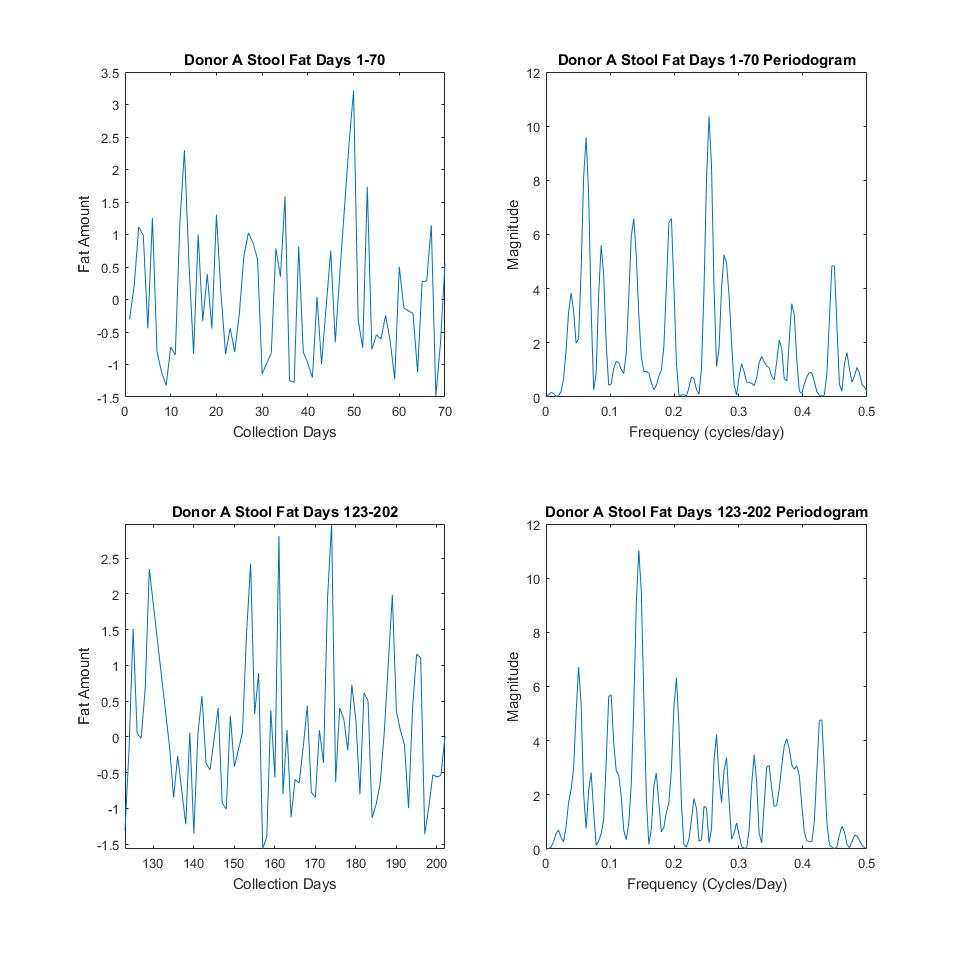 Donor A Stool Fat Days 1-70
3.5
3
2.5
2
1.5
1
0.5
0
-0.5
-1
-1.5
Fat Amount
0 10 20 30 40 50 60 70
Collection Days
Donor A Stool Fat Days 1-70 Periodogram
12
10
8
6
4
2
0
Magnitude
0 0.1 0.2 0.3 0.4 0.5
Frequency (cycles/day)
Donor A Stool Fat Days 123-202
2.5
2
1.5
1
0.5
0
-0.5
-1
-1.5
Fat Amount
130 140 150 160 170 180 190 200
Collection Days
Donor A Stool Fat Days 123-202 Periodogram
12
10
8
6
4
2
0
Magnitude
0 0.1 0.2 0.3 0.4 0.5
Frequency (Cycles/Day)